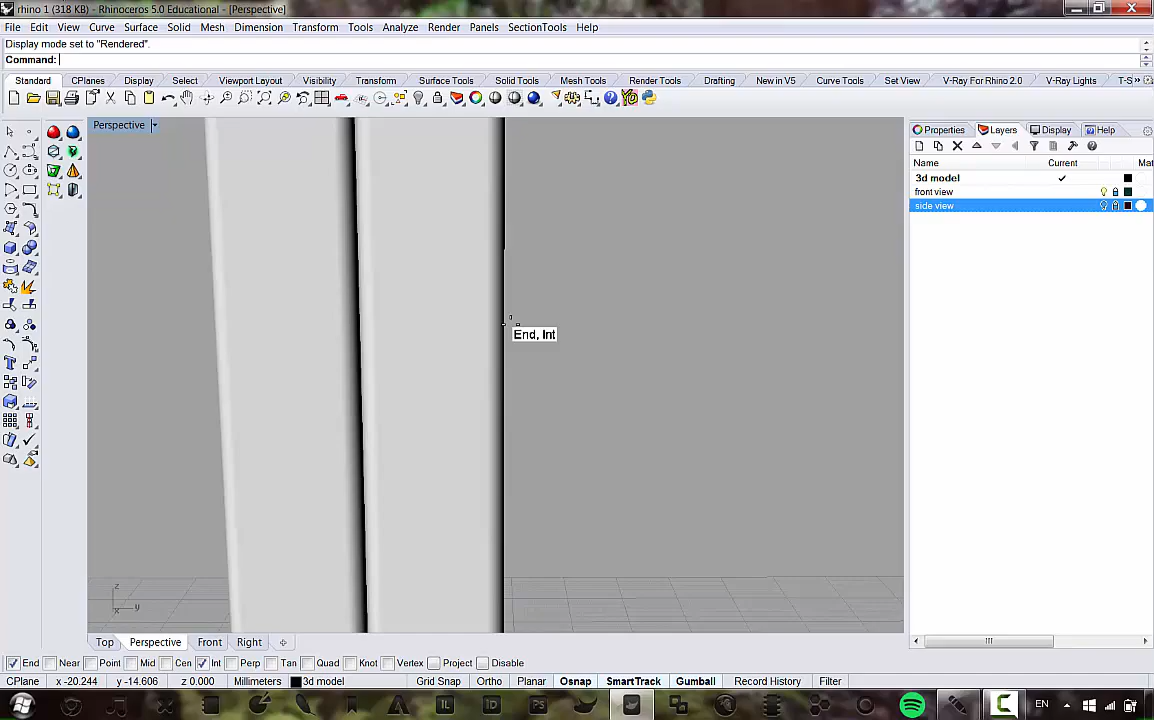 rhino 1 (318 KB) - Rhinoceros 5.0 Educational - [Perspective]
File Edit View Curve Surface Solid Mesh Dimension Transform Tools Analyze Render Panels SectionTools Help
Display mode set to "Rendered".
Command:
Standard CPlanes Display Select Viewport Layout Visibility Transform Surface Tools Solid Tools Mesh Tools Render Tools Drafting New in V5 Curve Tools Set View V-Ray For Rhino 2.0 V-Ray Lights T-S »
Perspective
Properties Layers Display Help
Name Current Mat
3d model
front view
side view
End, Int
z
x y
Top Perspective Front Right
End Near Point Mid Cen Int Perp Tan Quad Knot Vertex Project Disable
CPlane x -20.244 y -14.606 z 0.000 Millimeters 3d model Grid Snap Ortho Planar Osnap SmartTrack Gumball Record History Filter
IL ID PS EN